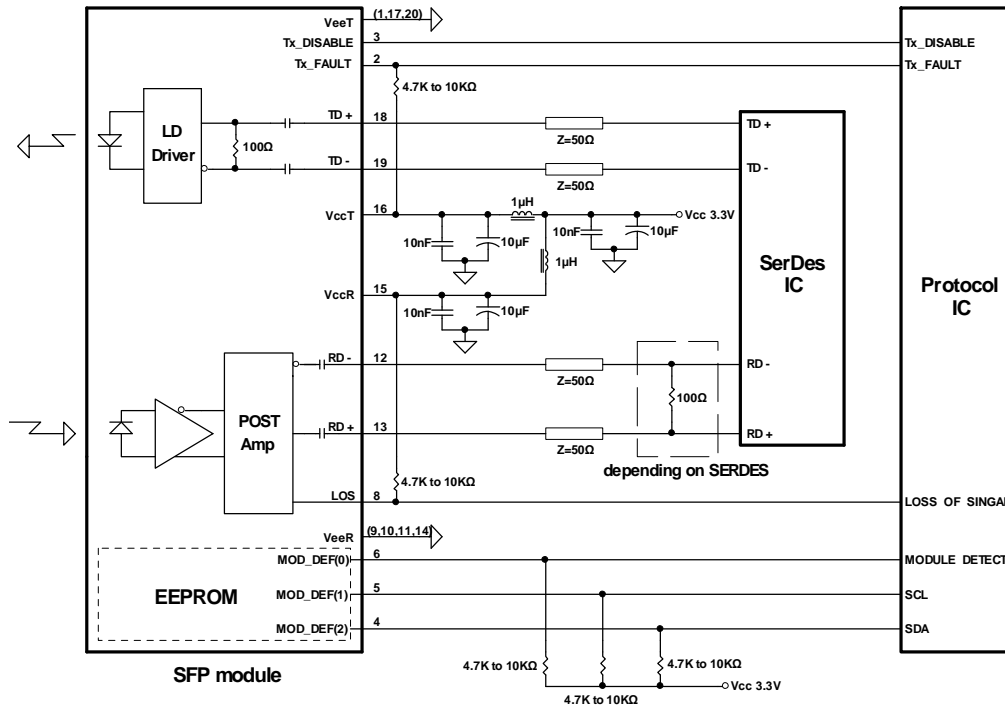 VeeT (1,17,20)
Tx_DISABLE 3 Tx_DISABLE
Tx_FAULT 2 Tx_FAULT
4.7K to 10KΩ
LD
Driver
100Ω
TD + 18 Z=50Ω TD +
TD - 19 Z=50Ω TD -
VccT 16 1µH Vcc 3.3V
10nF 10µF 10nF 10µF
1µH
SerDes
IC
Protocol
IC
VccR 15
10nF 10µF
RD - 12 Z=50Ω RD -
POST
Amp
100Ω
RD + 13 Z=50Ω RD +
depending on SERDES
4.7K to 10KΩ
LOS 8 LOSS OF SINGAL
VeeR (9,10,11,14)
EEPROM
MOD_DEF(0) 6 MODULE DETECT
MOD_DEF(1) 5 SCL
MOD_DEF(2) 4 SDA
SFP module
4.7K to 10KΩ 4.7K to 10KΩ
4.7K to 10KΩ
Vcc 3.3V